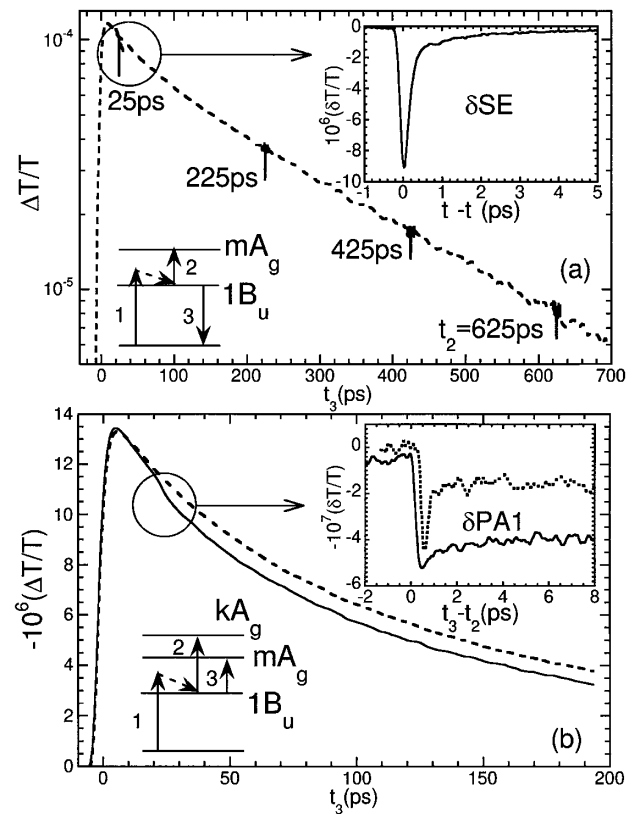 10⁻⁴
10⁻⁵
ΔT/T
25ps
225ps
425ps
t₂=625ps
(a)
mA_g
1B_u
1
2
3
0 100 200 300 400 500 600 700
t₃(ps)
10⁶(δT/T)
0
-2
-4
-6
-8
-10
δSE
-1 0 1 2 3 4 5
t -t (ps)
-10⁶(ΔT/T)
14
12
10
8
6
4
2
0
kA_g
mA_g
1B_u
1
2
3
(b)
0 50 100 150 200
t₃(ps)
-10⁷(δT/T)
0
-2
-4
-6
δPA1
-2 0 2 4 6 8
t₃-t₂(ps)